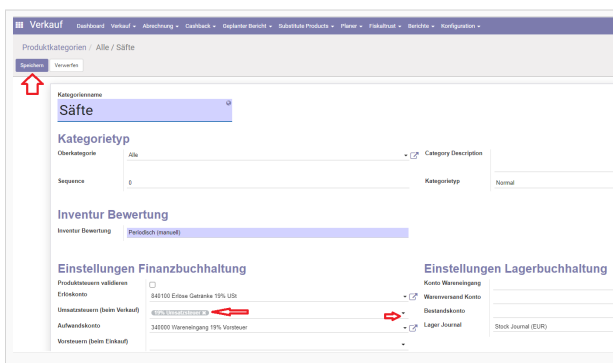 Verkauf Dashboard Verkauf Abrechnung Cashback Geplanter Bericht Substitute Products Planer Fiskaltrust Berichte Konfiguration
Produktkategorien / Alle / Säfte
Speichern Verwerfen
Kategorienname
Säfte
Kategorietyp
Oberkategorie Alle Category Description
Sequence 0 Kategorietyp Normal
Inventur Bewertung
Inventur Bewertung Periodisch (manuell)
Einstellungen Finanzbuchhaltung Einstellungen Lagerbuchhaltung
Produktsteuern validieren Konto Wareneingang
Erlöskonto 840100 Erlöse Getränke 19% USt Warenversand Konto
Umsatzsteuern (beim Verkauf) 19% Umsatzsteuer x Bestandskonto
Aufwandskonto 340000 Wareneingang 19% Vorsteuer Lager Journal Stock Journal (EUR)
Vorsteuern (beim Einkauf)